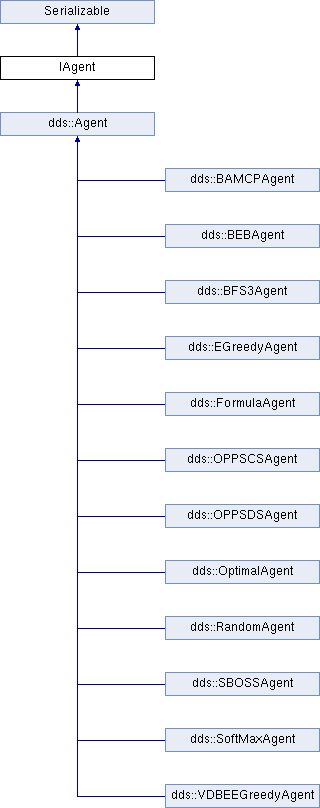 Serializable
IAgent
dds::Agent
dds::BAMCPAgent
dds::BEBAgent
dds::BFS3Agent
dds::EGreedyAgent
dds::FormulaAgent
dds::OPPSCSAgent
dds::OPPSDSAgent
dds::OptimalAgent
dds::RandomAgent
dds::SBOSSAgent
dds::SoftMaxAgent
dds::VDBEEGreedyAgent